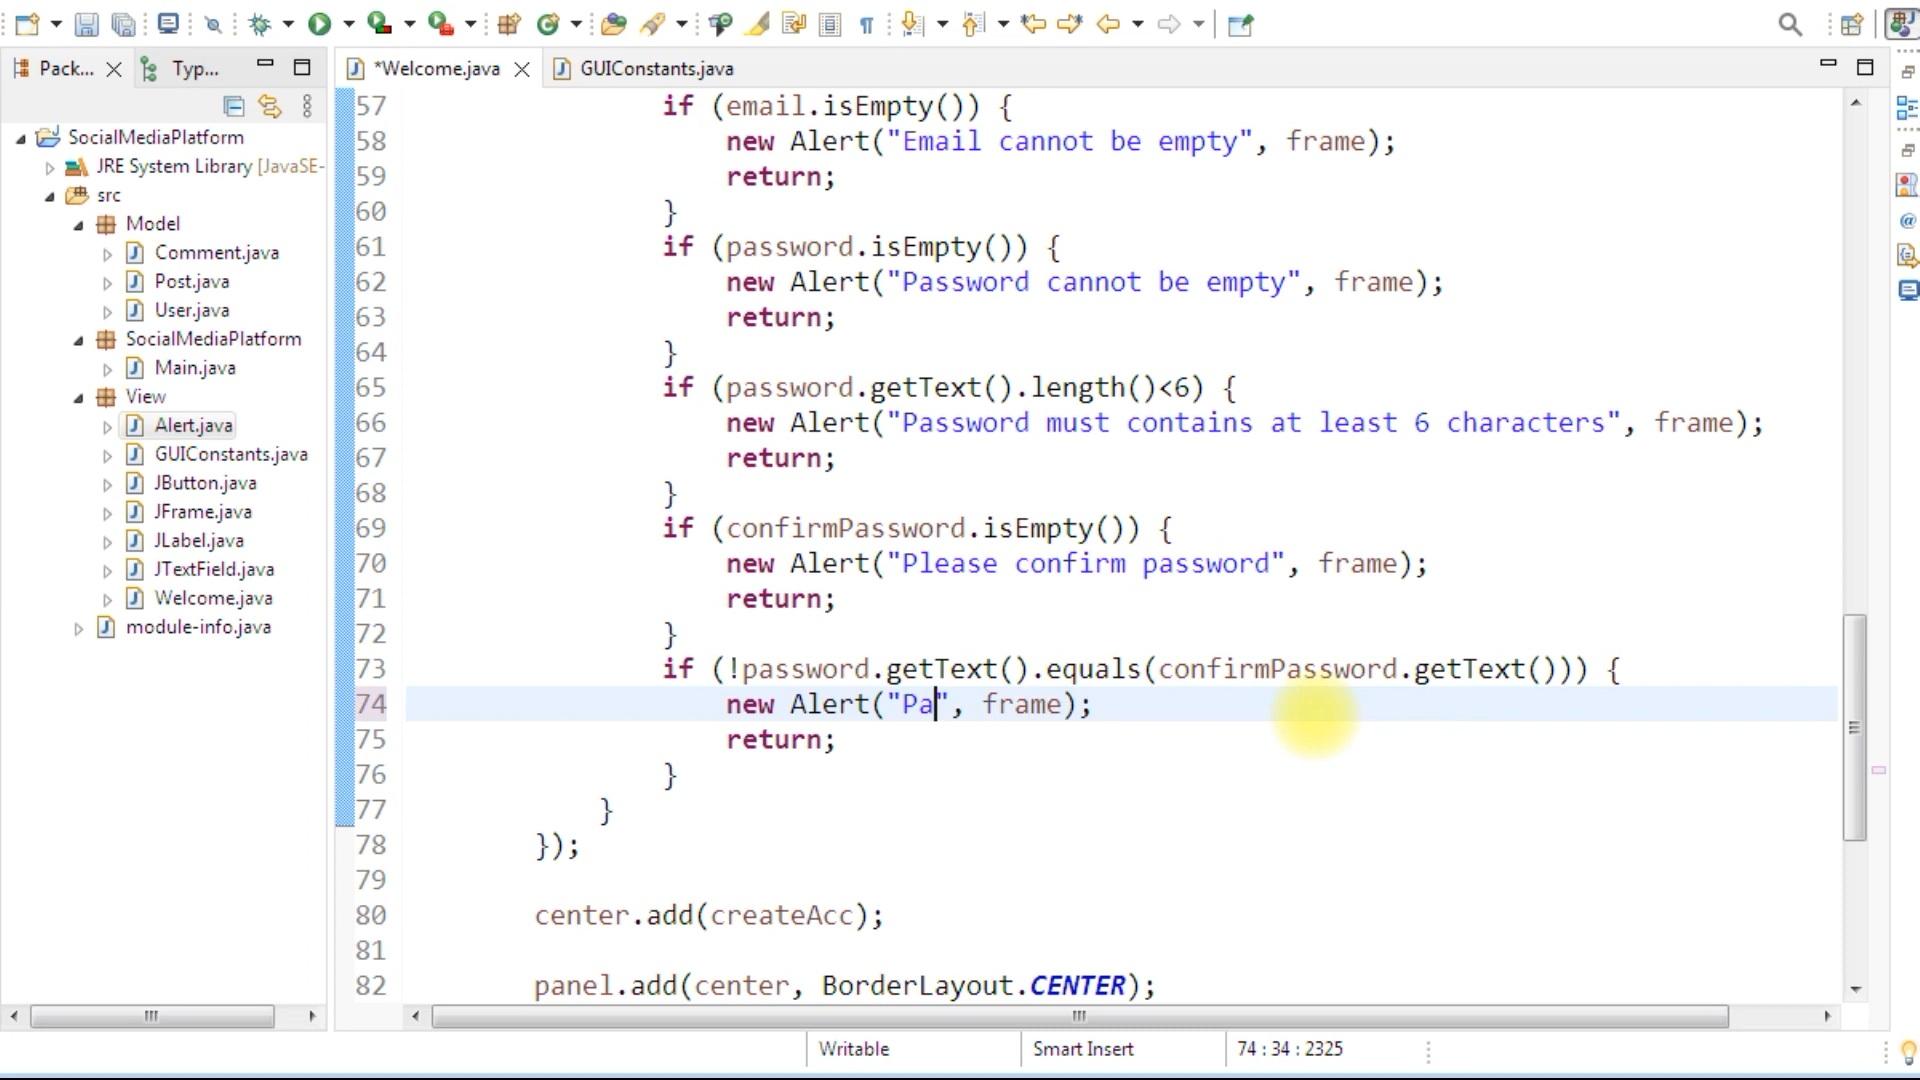 Pack...
Typ...
*Welcome.java
GUIConstants.java
SocialMediaPlatform
JRE System Library [JavaSE-
src
Model
Comment.java
Post.java
User.java
SocialMediaPlatform
Main.java
View
Alert.java
GUIConstants.java
JButton.java
JFrame.java
JLabel.java
JTextField.java
Welcome.java
module-info.java
57 if (email.isEmpty()) {
58 new Alert("Email cannot be empty", frame);
59 return;
60 }
61 if (password.isEmpty()) {
62 new Alert("Password cannot be empty", frame);
63 return;
64 }
65 if (password.getText().length()<6) {
66 new Alert("Password must contains at least 6 characters", frame);
67 return;
68 }
69 if (confirmPassword.isEmpty()) {
70 new Alert("Please confirm password", frame);
71 return;
72 }
73 if (!password.getText().equals(confirmPassword.getText())) {
74 new Alert("Pa", frame);
75 return;
76 }
77 }
78 });
79
80 center.add(createAcc);
81
82 panel.add(center, BorderLayout.CENTER);
Writable
Smart Insert
74 : 34 : 2325